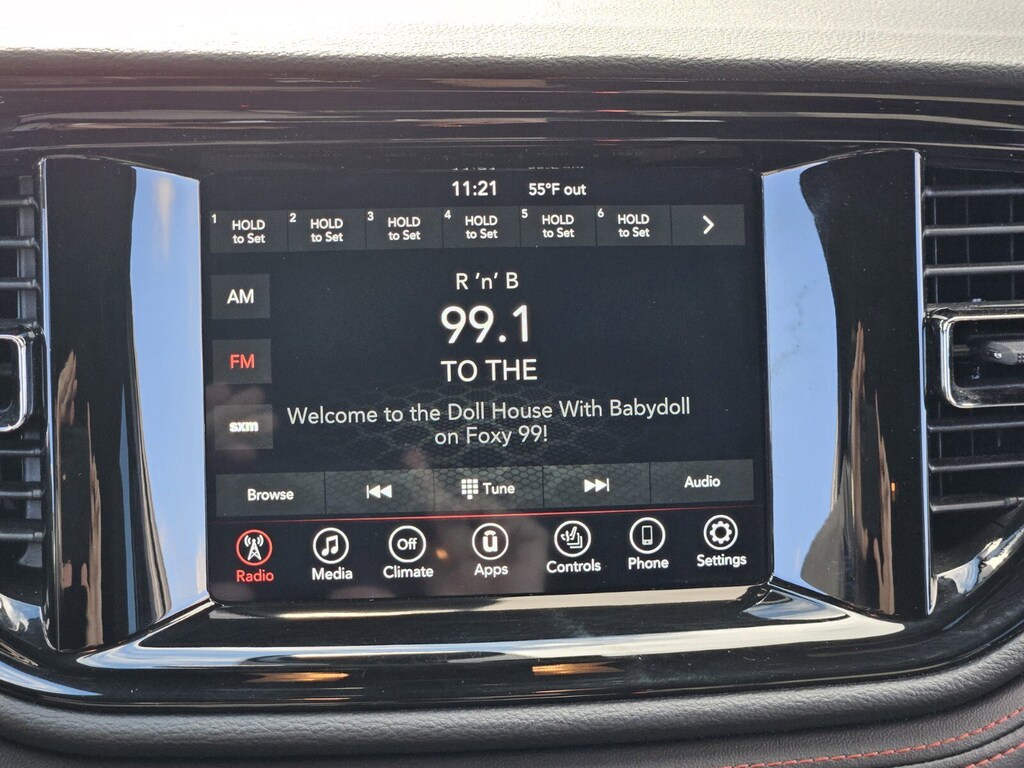 11:21 55°F out
1 HOLD to Set 2 HOLD to Set 3 HOLD to Set 4 HOLD to Set 5 HOLD to Set 6 HOLD to Set
R 'n' B
AM
99.1
FM
TO THE
sxm
Welcome to the Doll House With Babydoll
on Foxy 99!
Browse Tune Audio
Off
Radio Media Climate Apps Controls Phone Settings